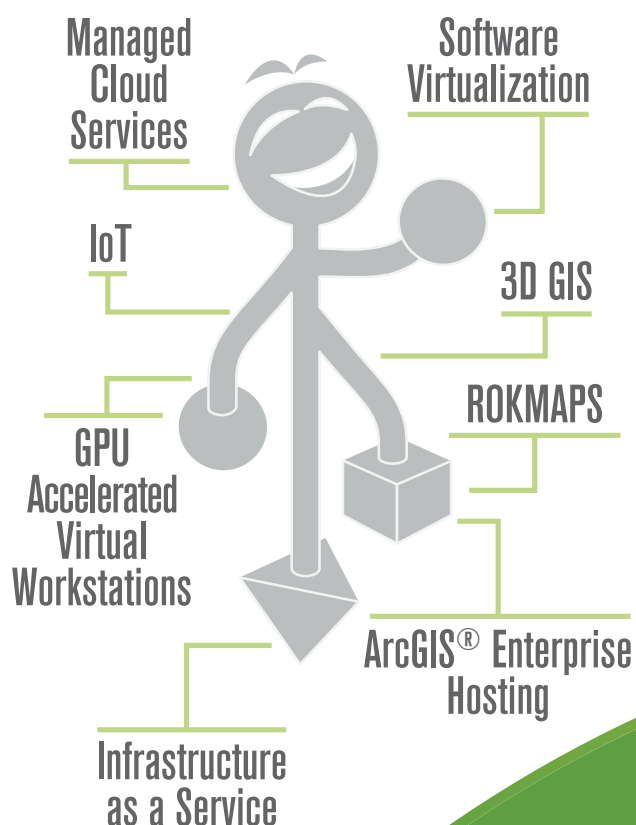 Managed
Cloud
Services
Software
Virtualization
IoT
3D GIS
ROKMAPS
GPU
Accelerated
Virtual
Workstations
ArcGIS® Enterprise
Hosting
Infrastructure
as a Service